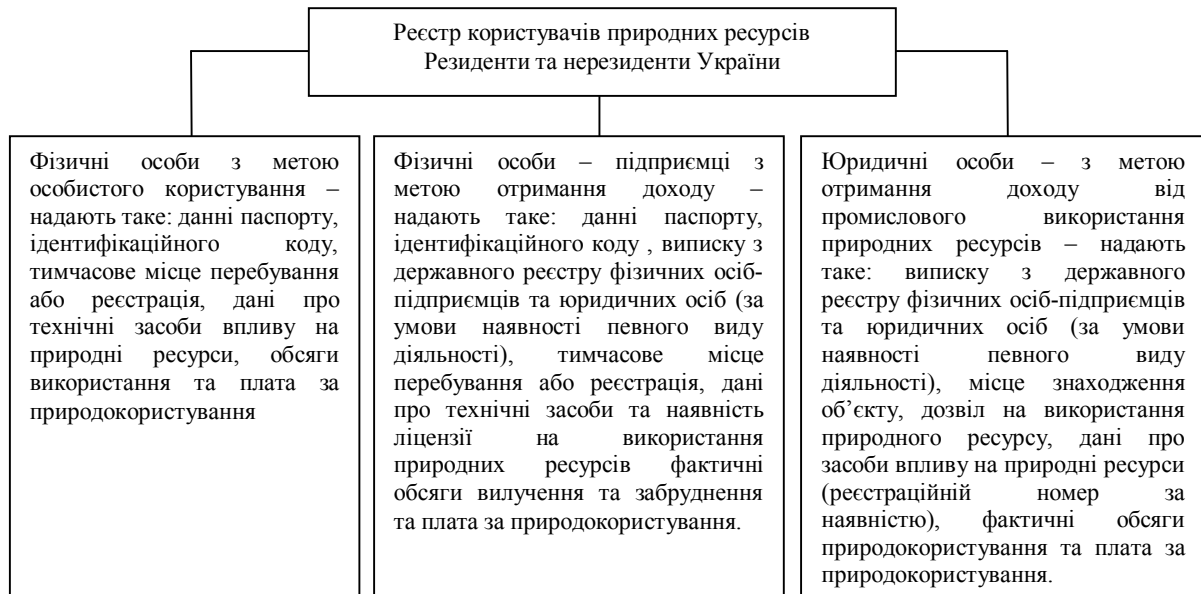 Реєстр користувачів природних ресурсів
Резиденти та нерезиденти України
Фізичні особи з метою
особистого користування –
надають таке: данні паспорту,
ідентифікаційного коду,
тимчасове місце перебування
або реєстрація, дані про
технічні засоби впливу на
природні ресурси, обсяги
використання та плата за
природокористування
Фізичні особи – підприємці з
метою отримання доходу –
надають таке: данні паспорту,
ідентифікаційного коду , виписку з
державного реєстру фізичних осіб-
підприємців та юридичних осіб (за
умови наявності певного виду
діяльності), тимчасове місце
перебування або реєстрація, дані
про технічні засоби та наявність
ліцензії на використання
природних ресурсів фактичні
обсяги вилучення та забруднення
та плата за природокористування.
Юридичні особи – з метою
отримання доходу від
промислового використання
природних ресурсів – надають
таке: виписку з державного
реєстру фізичних осіб-підприємців
та юридичних осіб (за умови
наявності певного виду
діяльності), місце знаходження
об’єкту, дозвіл на використання
природного ресурсу, дані про
засоби впливу на природні ресурси
(реєстраційній номер за
наявністю), фактичні обсяги
природокористування та плата за
природокористування.